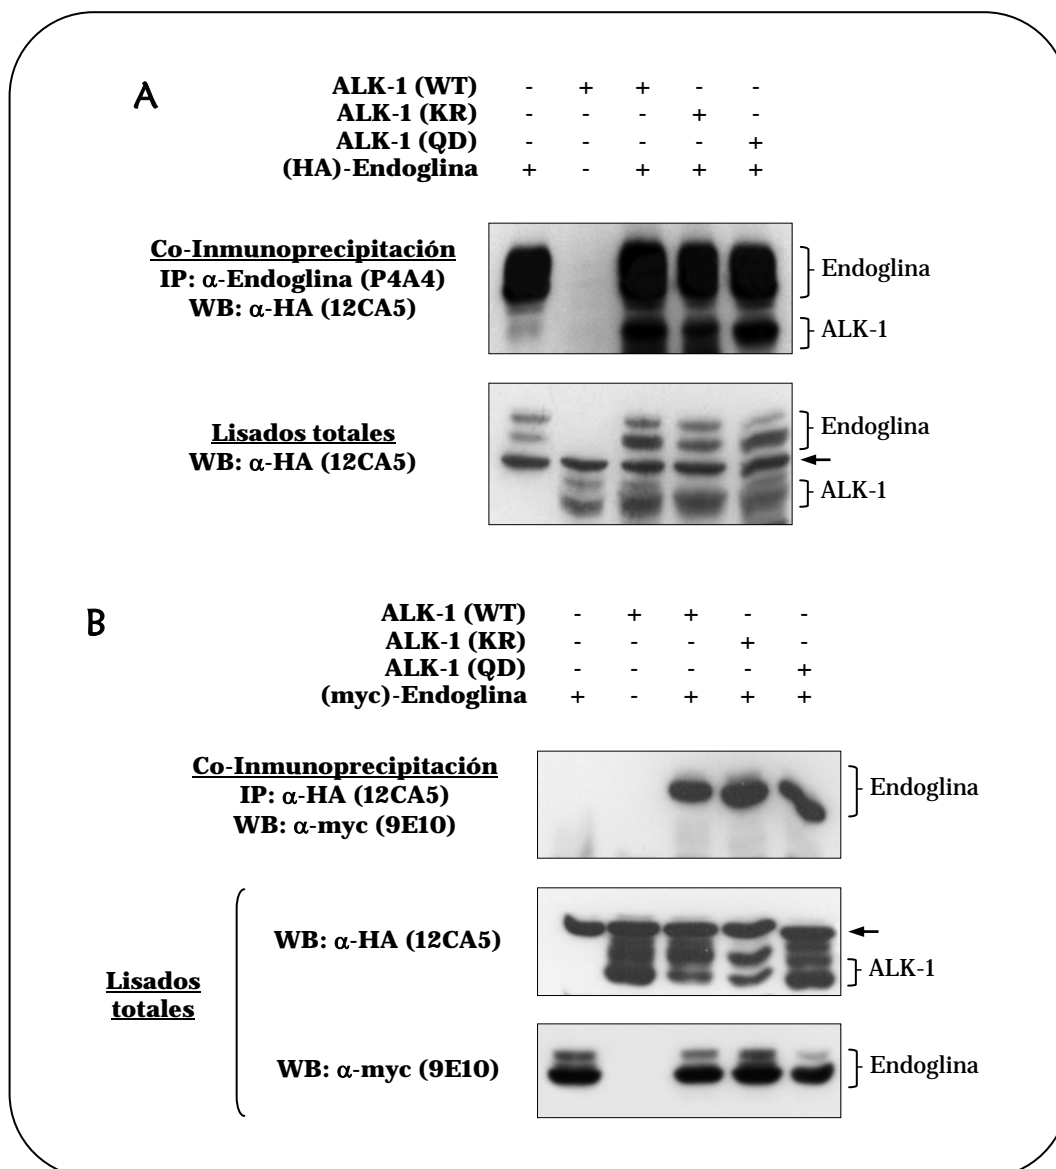 A
ALK-1 (WT) - + + - -
ALK-1 (KR) - - - + -
ALK-1 (QD) - - - - +
(HA)-Endoglina + - + + +
Co-Inmunoprecipitación
IP: α-Endoglina (P4A4)
WB: α-HA (12CA5)
Endoglina
ALK-1
Lisados totales
WB: α-HA (12CA5)
Endoglina
ALK-1
B
ALK-1 (WT) - + + - -
ALK-1 (KR) - - - + -
ALK-1 (QD) - - - - +
(myc)-Endoglina + - + + +
Co-Inmunoprecipitación
IP: α-HA (12CA5)
WB: α-myc (9E10)
Endoglina
Lisados
totales
WB: α-HA (12CA5)
ALK-1
WB: α-myc (9E10)
Endoglina